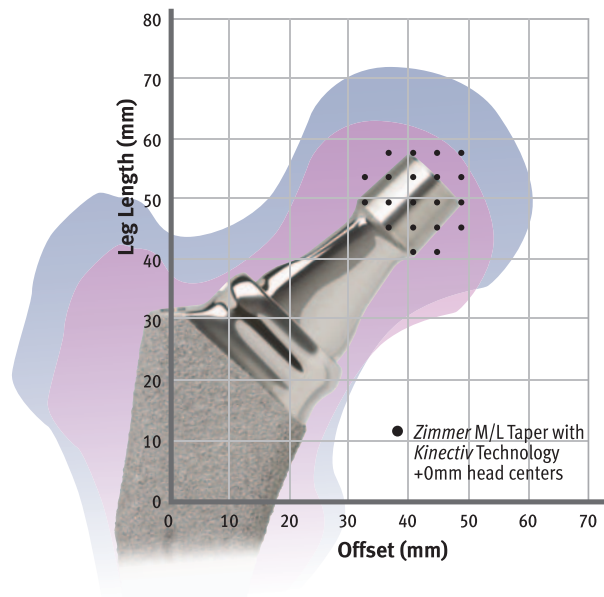 80
70
60
50
40
30
20
10
0
Leg Length (mm)
0 10 20 30 40 50 60 70
Offset (mm)
Zimmer M/L Taper with
Kinectiv Technology
+0mm head centers